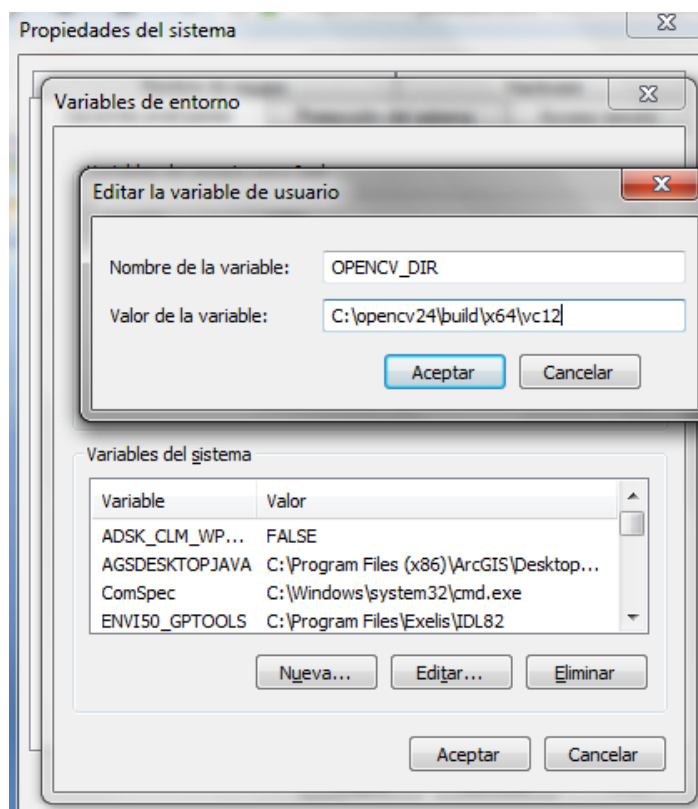 Propiedades del sistema
Variables de entorno
Editar la variable de usuario
Nombre de la variable: OPENCV_DIR
Valor de la variable: C:\opencv24\build\x64\vc12
Aceptar Cancelar
Variables del sistema
Variable Valor
ADSK_CLM_WP... FALSE
AGSDESKTOPJAVA C:\Program Files (x86)\ArcGIS\Desktop...
ComSpec C:\Windows\system32\cmd.exe
ENVI50_GPTOOLS C:\Program Files\Exelis\IDL82
Nueva... Editar... Eliminar
Aceptar Cancelar